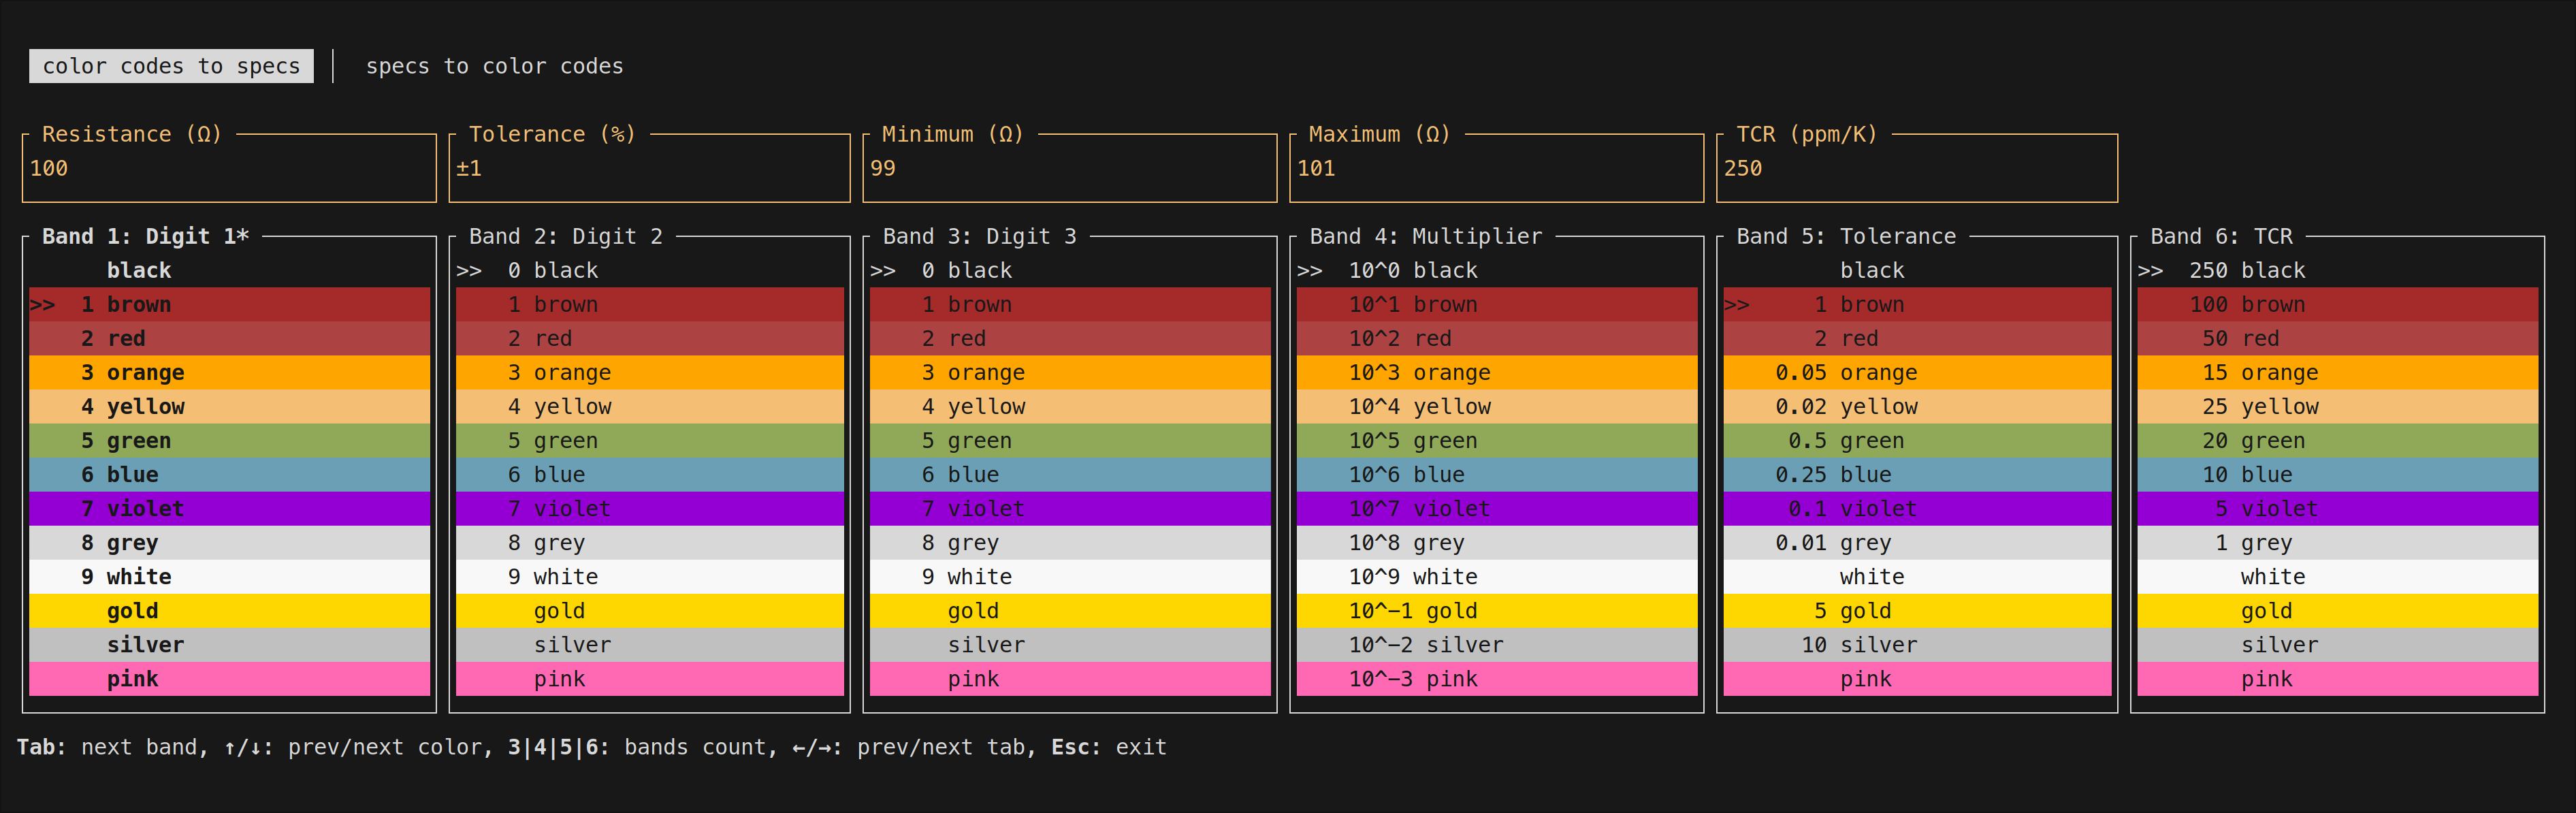 color codes to specs │ specs to color codes
Resistance (Ω) Tolerance (%) Minimum (Ω) Maximum (Ω) TCR (ppm/K)
100 ±1 99 101 250
Band 1: Digit 1* Band 2: Digit 2 Band 3: Digit 3 Band 4: Multiplier Band 5: Tolerance Band 6: TCR
black >> 0 black >> 0 black >> 10^0 black black >> 250 black
>> 1 brown 1 brown 1 brown 10^1 brown >> 1 brown 100 brown
2 red 2 red 2 red 10^2 red 2 red 50 red
3 orange 3 orange 3 orange 10^3 orange 0.05 orange 15 orange
4 yellow 4 yellow 4 yellow 10^4 yellow 0.02 yellow 25 yellow
5 green 5 green 5 green 10^5 green 0.5 green 20 green
6 blue 6 blue 6 blue 10^6 blue 0.25 blue 10 blue
7 violet 7 violet 7 violet 10^7 violet 0.1 violet 5 violet
8 grey 8 grey 8 grey 10^8 grey 0.01 grey 1 grey
9 white 9 white 9 white 10^9 white white white
gold gold gold 10^−1 gold 5 gold gold
silver silver silver 10^−2 silver 10 silver silver
pink pink pink 10^−3 pink pink pink
Tab: next band, ↑/↓: prev/next color, 3|4|5|6: bands count, ←/→: prev/next tab, Esc: exit